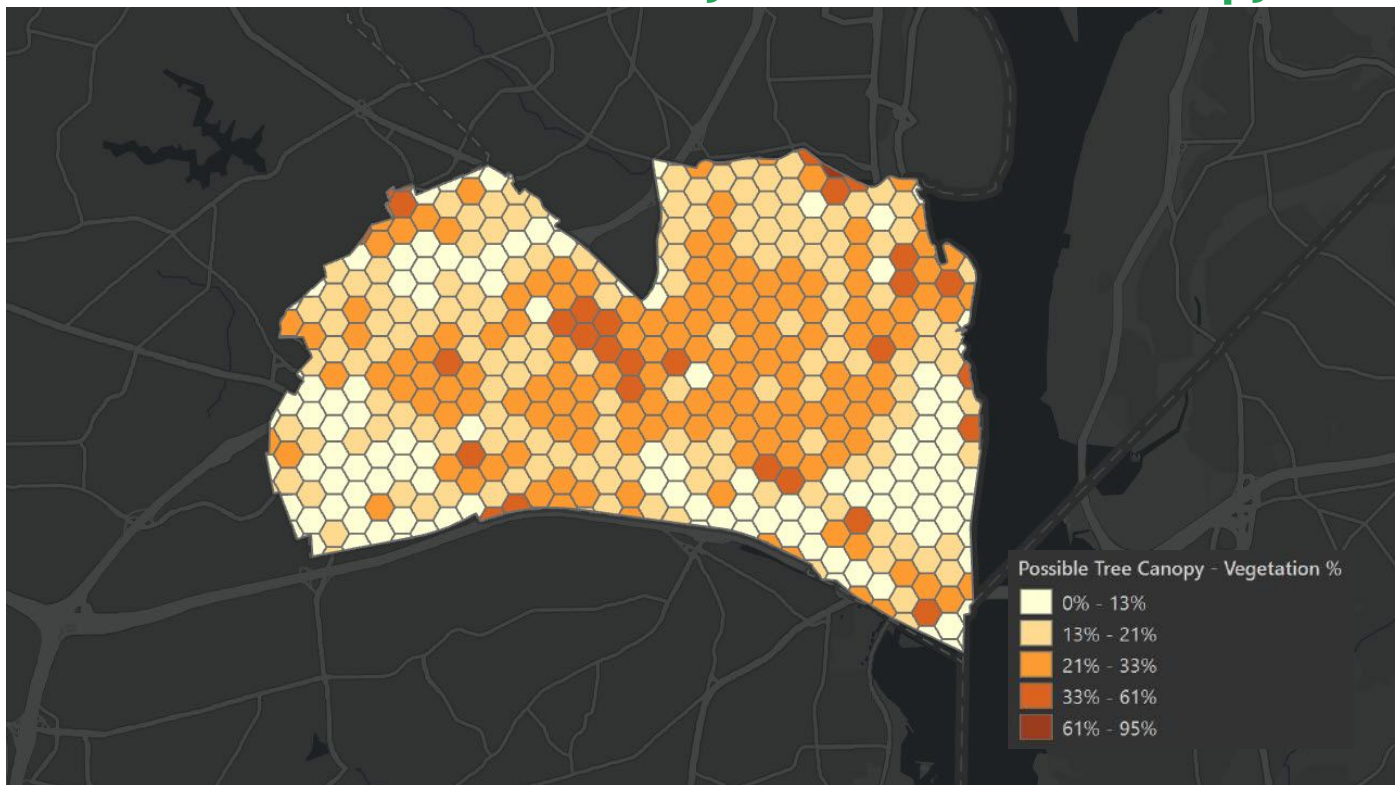 Possible Tree Canopy - Vegetation %
0% - 13%
13% - 21%
21% - 33%
33% - 61%
61% - 95%